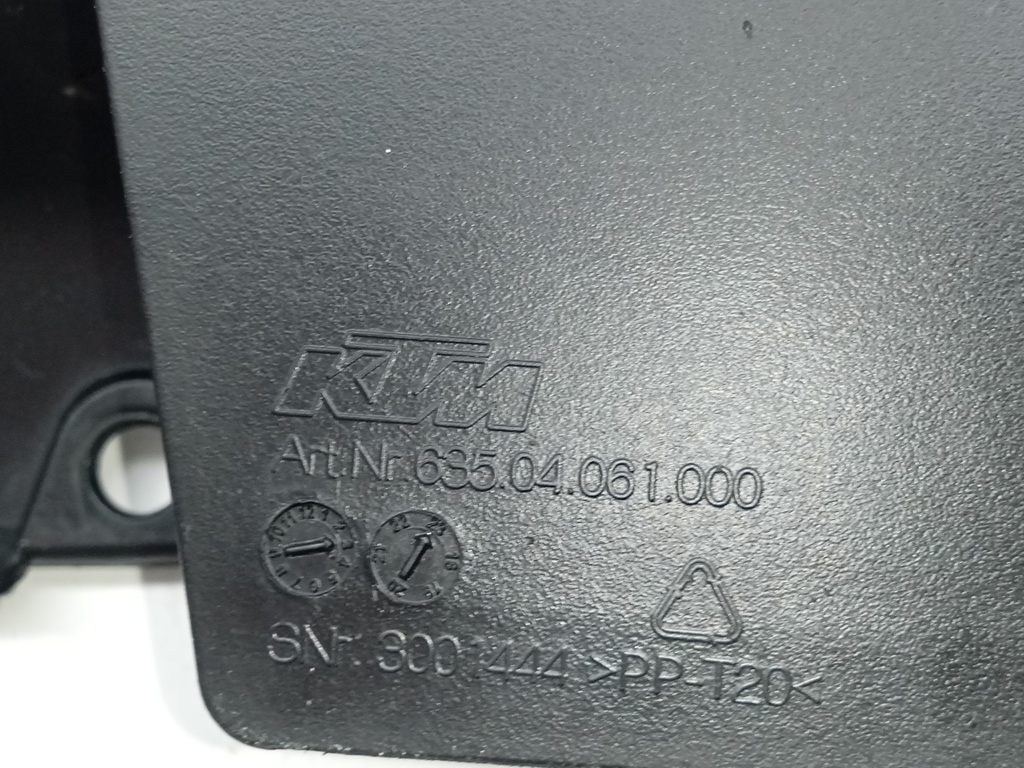 KTM
Art.Nr.635.04.061.000
SNr. 3001444 >PP-T20<